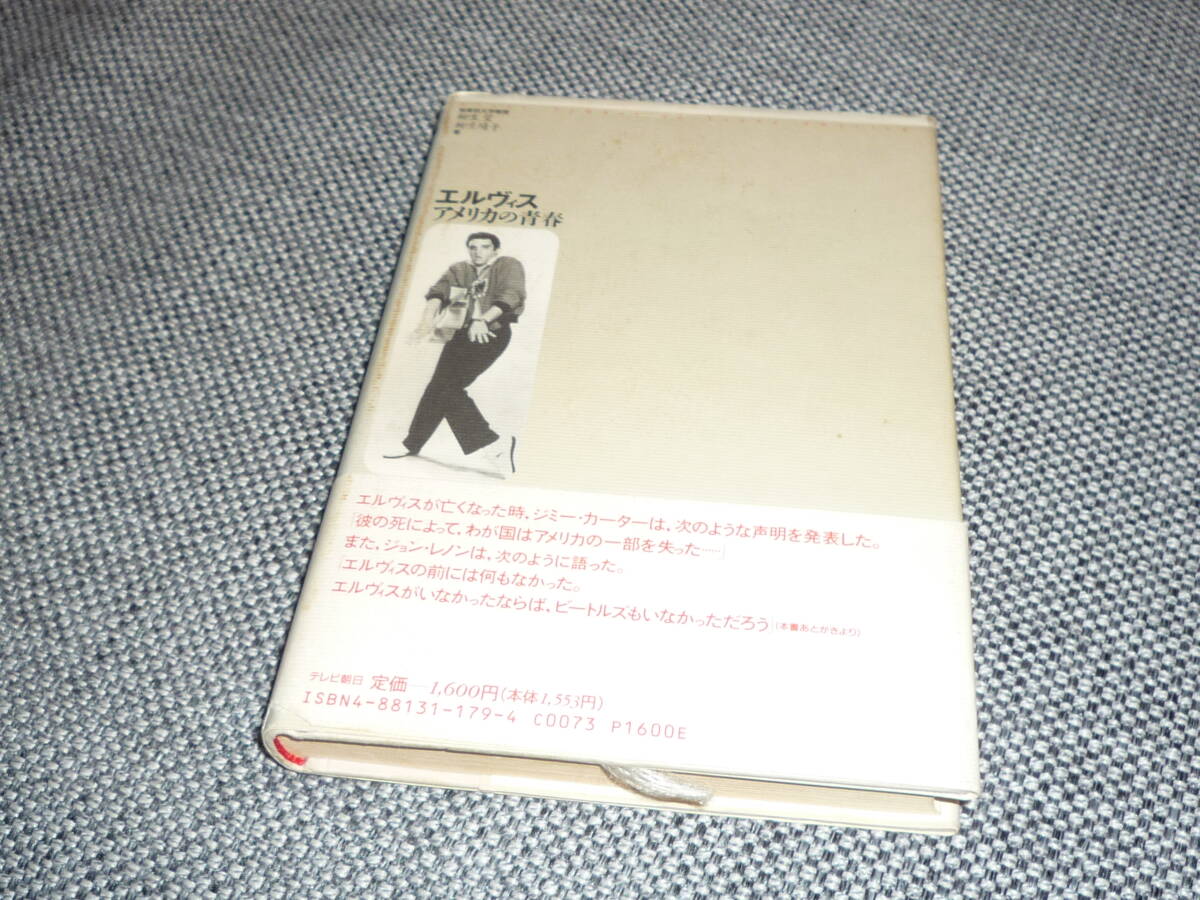 エルヴィス
アメリカの青春
エルヴィスが亡くなった時、ジミー・カーターは、次のような声明を発表した。
「彼の死によって、わが国はアメリカの一部を失った……」
また、ジョン・レノンは、次のように語った。
「エルヴィスの前には何もなかった。
エルヴィスがいなかったならば、ビートルズもいなかっただろう」(本書あとがきより)
テレビ朝日 定価—1,600円(本体1,553円)
ISBN4-88131-179-4 C0073 P1600E